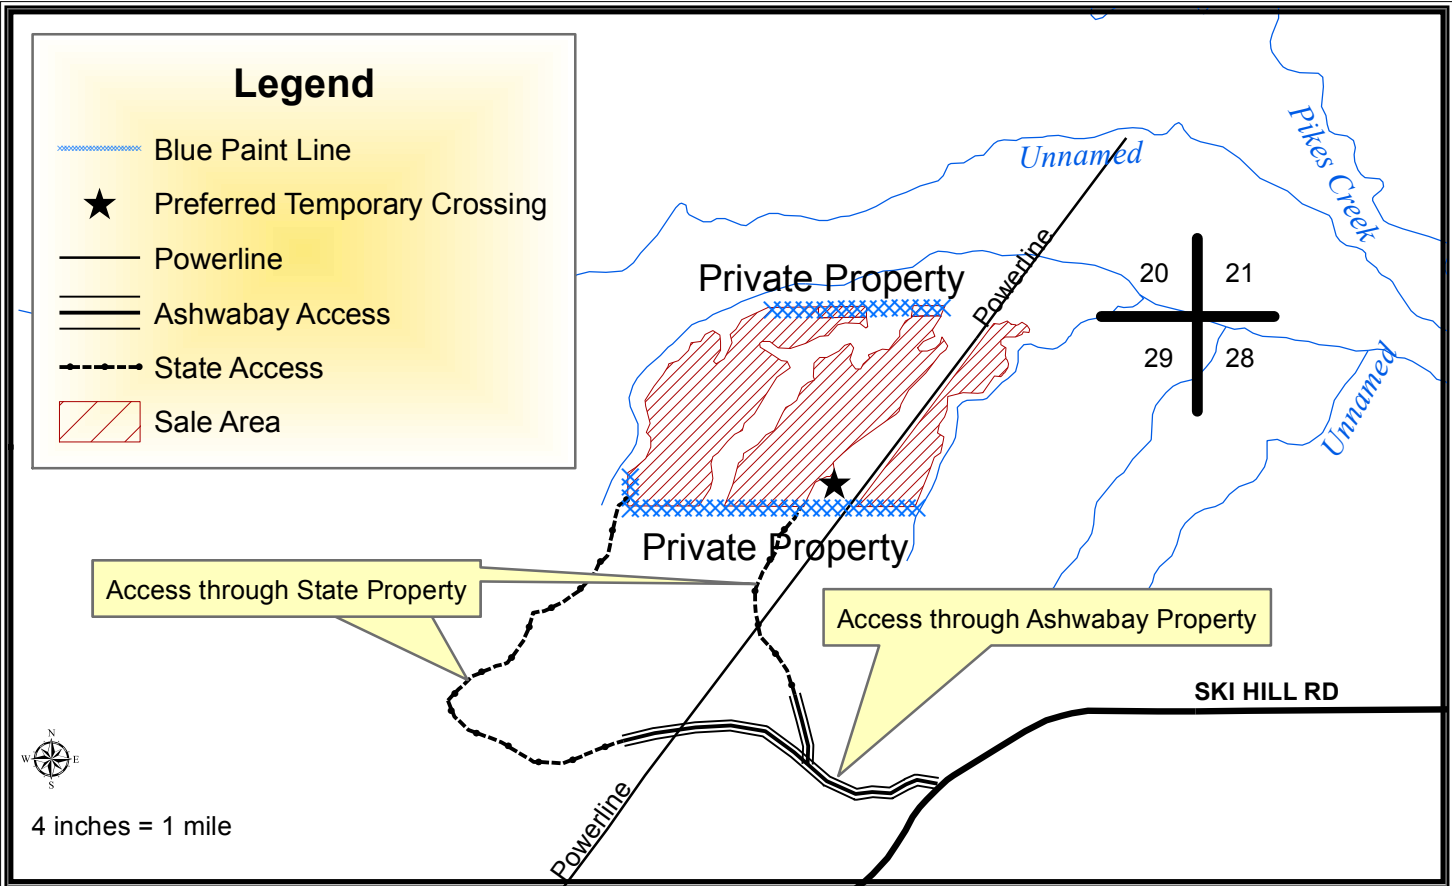 Legend
Blue Paint Line
Preferred Temporary Crossing
Powerline
Ashwabay Access
State Access
Sale Area
Pikes Creek
Unnamed
Powerline
Private Property
20 21
29 28
Unnamed
Private Property
Access through State Property
Access through Ashwabay Property
SKI HILL RD
N
W E
S
Powerline
4 inches = 1 mile